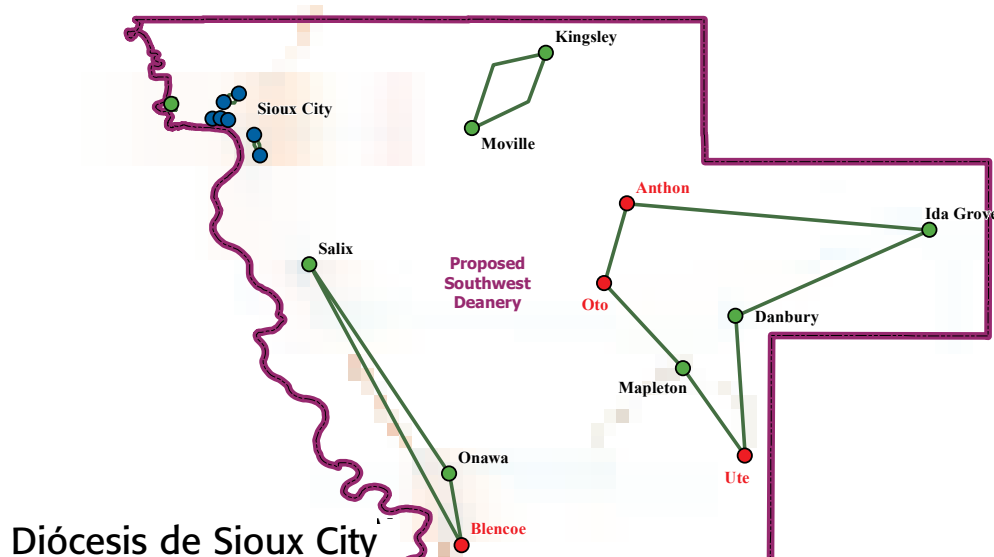 Kingsley
Sioux City
Moville
Anthon
Ida Grove
Salix
Proposed
Southwest
Deanery
Oto
Danbury
Mapleton
Onawa
Ute
Blencoe
Diócesis de Sioux City